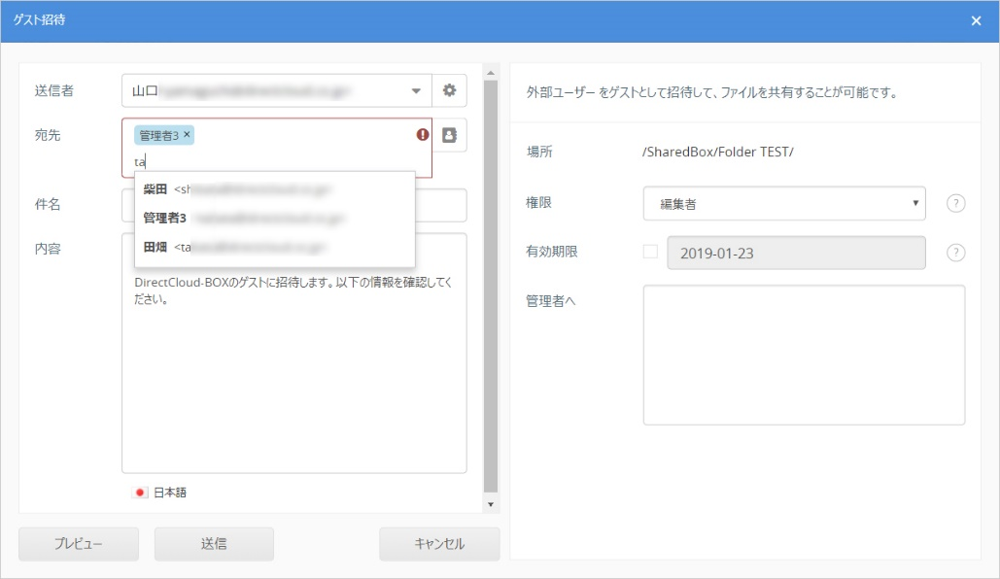 ゲスト招待
×
送信者
山口
宛先
管理者3 ×
ta
柴田 <sh
管理者3
田畑 <ta
件名
内容
DirectCloud-BOXのゲストに招待します。以下の情報を確認してく
ださい。
日本語
プレビュー
送信
キャンセル
外部ユーザーをゲストとして招待して、ファイルを共有することが可能です。
場所
/SharedBox/Folder TEST/
権限
編集者
?
有効期限
2019-01-23
?
管理者へ